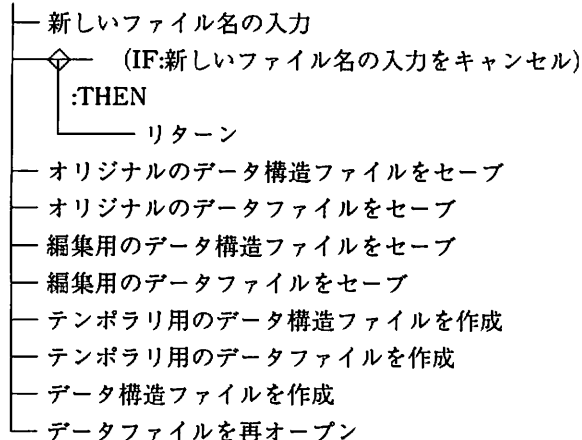 新しいファイル名の入力
(IF:新しいファイル名の入力をキャンセル)
:THEN
リターン
オリジナルのデータ構造ファイルをセーブ
オリジナルのデータファイルをセーブ
編集用のデータ構造ファイルをセーブ
編集用のデータファイルをセーブ
テンポラリ用のデータ構造ファイルを作成
テンポラリ用のデータファイルを作成
データ構造ファイルを作成
データファイルを再オープン